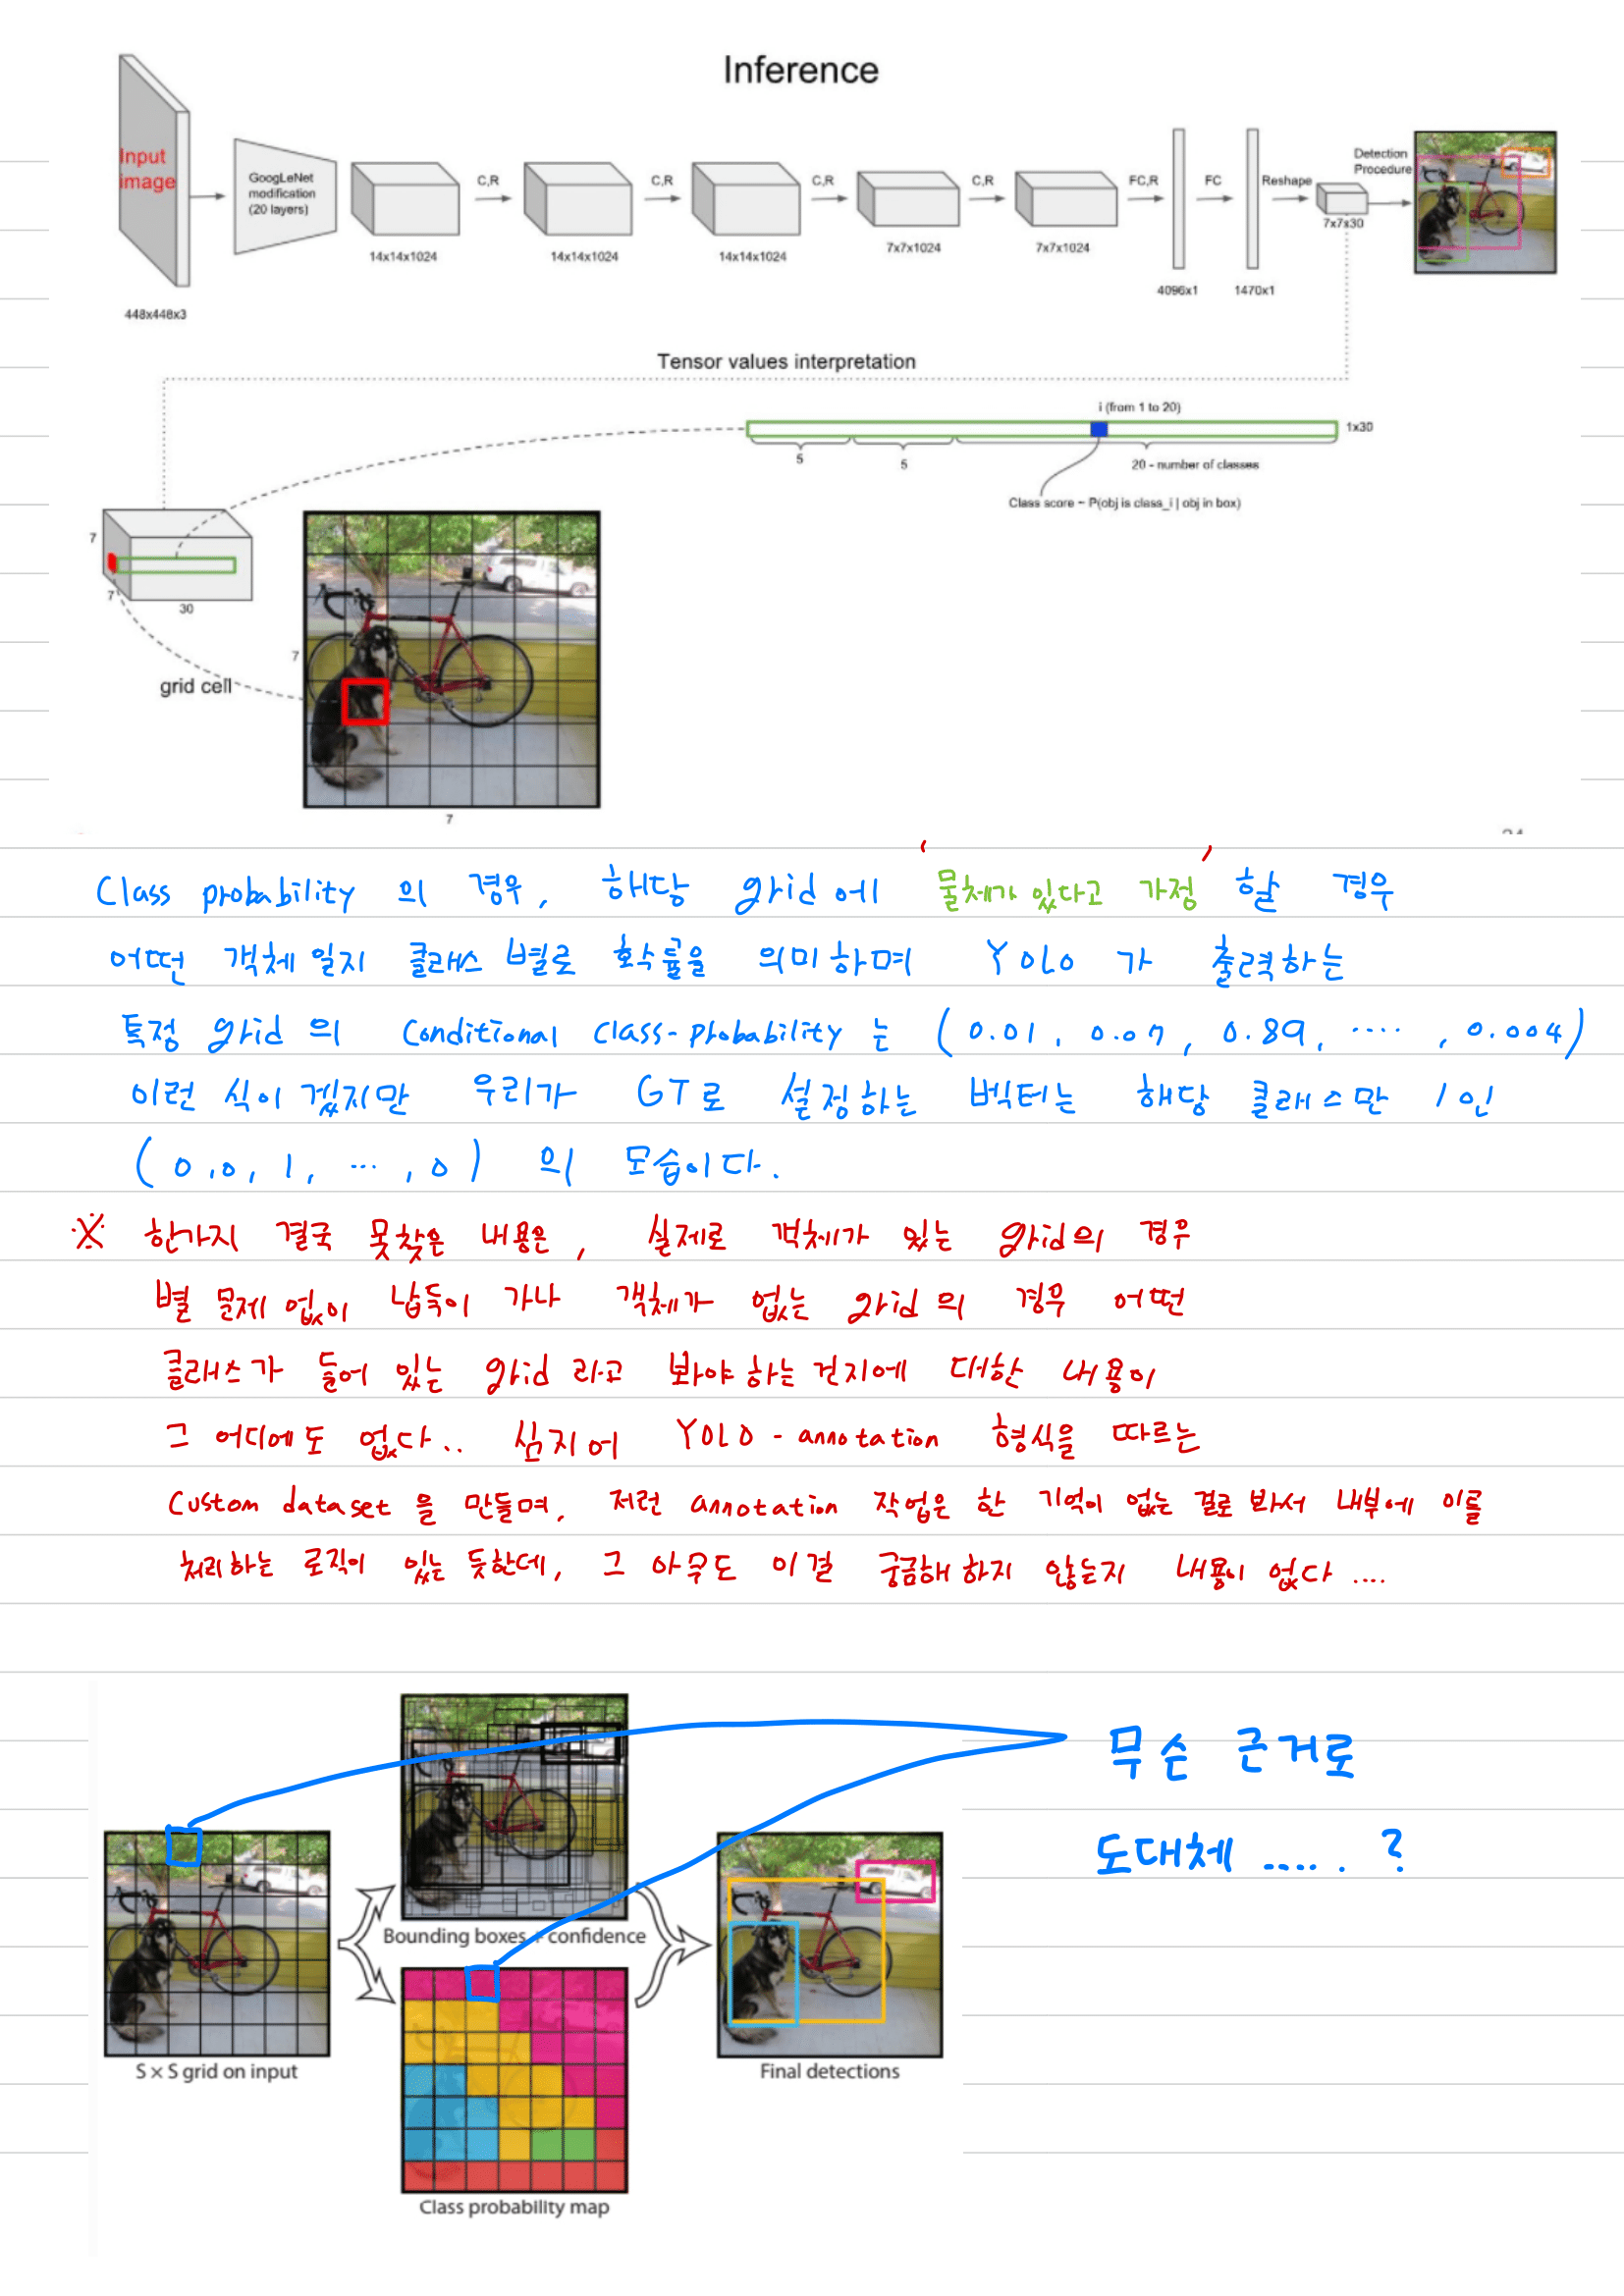 Inference
Input
image
GoogLeNet
modification
(20 layers)
C,R
C,R
C,R
C,R
FC,R
FC
Reshape
Detection
Procedure
448x448x3
14x14x1024
14x14x1024
14x14x1024
7x7x1024
7x7x1024
4096x1
1470x1
7x7x30
Tensor values interpretation
i (from 1 to 20)
1x30
5
5
20 - number of classes
Class score ~ P(obj is class_i | obj in box)
7
7
30
grid cell
7
7
Class probability 의 경우, 해당 grid에 '물체가 있다고 가정' 할 경우
어떤 객체 일지 클래스 별로 확률을 의미하며 YOLO 가 출력하는
특정 grid 의 Conditional Class-Probability 는 (0.01, 0.07, 0.89, ····, 0.004)
이런 식이겠지만 우리가 GT로 설정하는 벡터는 해당 클래스만 1인
(0,0,1, ···,0) 의 모습이다.
※ 한가지 결국 못찾은 내용은, 실제로 객체가 있는 grid의 경우
별 문제 없이 납득이 가나 객체가 없는 grid의 경우 어떤
클래스가 들어 있는 grid 라고 봐야하는건지에 대한 내용이
그 어디에도 없다.. 심지어 YOLO - annotation 형식을 따르는
Custom dataset 을 만들며, 저런 annotation 작업은 한 기억이 없는 걸로 봐서 내부에 이를
처리하는 로직이 있는 듯한데, 그 아무도 이걸 궁금해 하지 않는지 내용이 없다....
무슨 근거로
도대체 .....?
Bounding boxes + confidence
S × S grid on input
Final detections
Class probability map